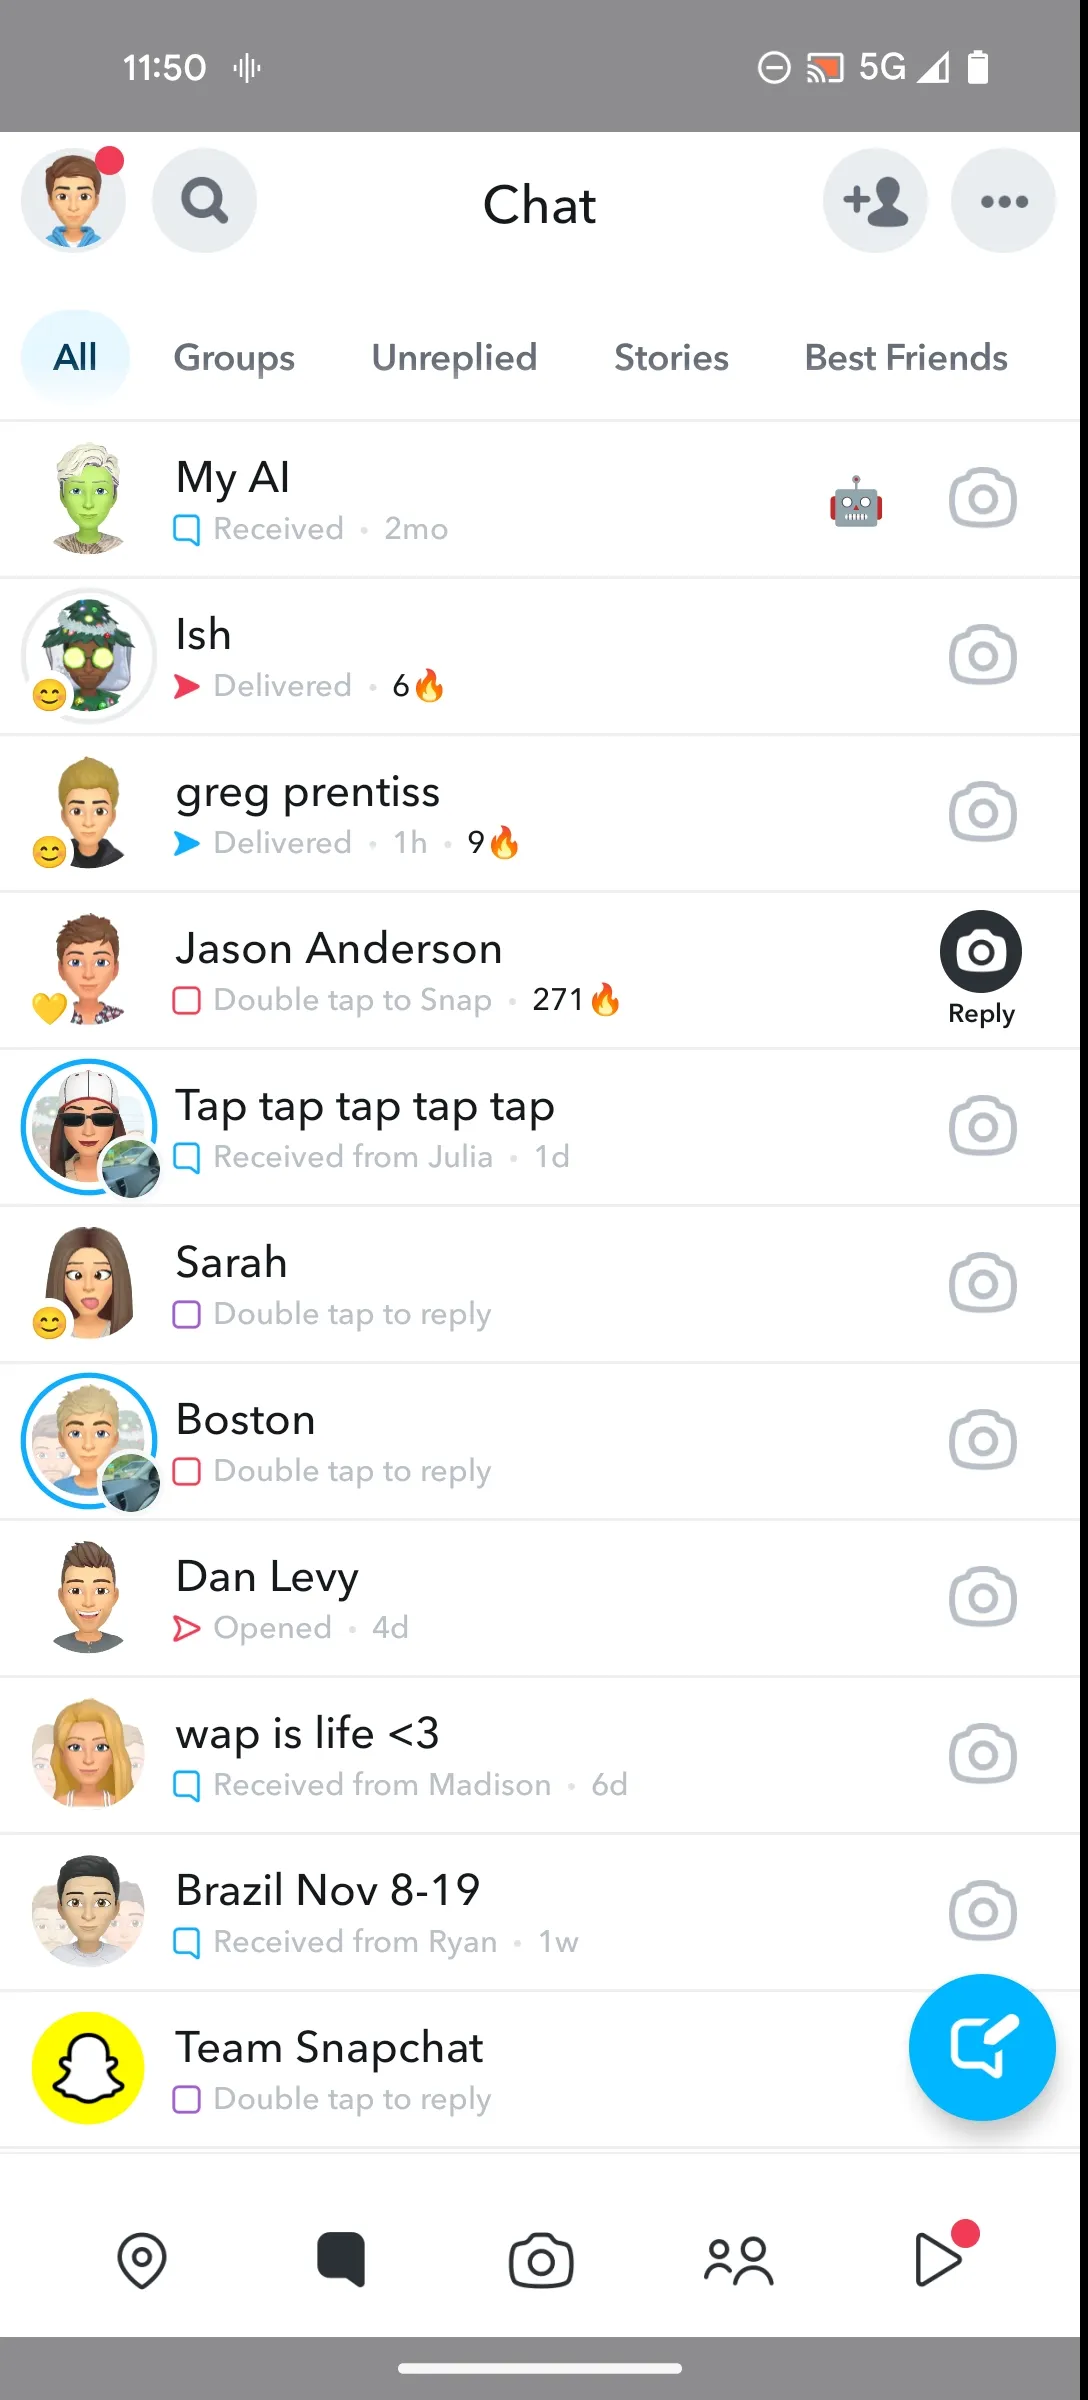 11:50
5G
Chat
All Groups Unreplied Stories Best Friends
My AI
Received • 2mo
Ish
Delivered • 6🔥
greg prentiss
Delivered • 1h • 9🔥
Jason Anderson
Double tap to Snap • 271🔥
Reply
Tap tap tap tap tap
Received from Julia • 1d
Sarah
Double tap to reply
Boston
Double tap to reply
Dan Levy
Opened • 4d
wap is life <3
Received from Madison • 6d
Brazil Nov 8-19
Received from Ryan • 1w
Team Snapchat
Double tap to reply